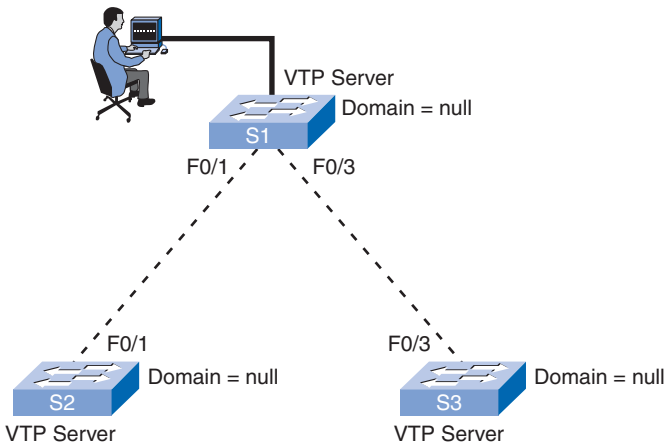 VTP Server
Domain = null
S1
F0/1
F0/3
F0/1
F0/3
Domain = null
Domain = null
S2
S3
VTP Server
VTP Server